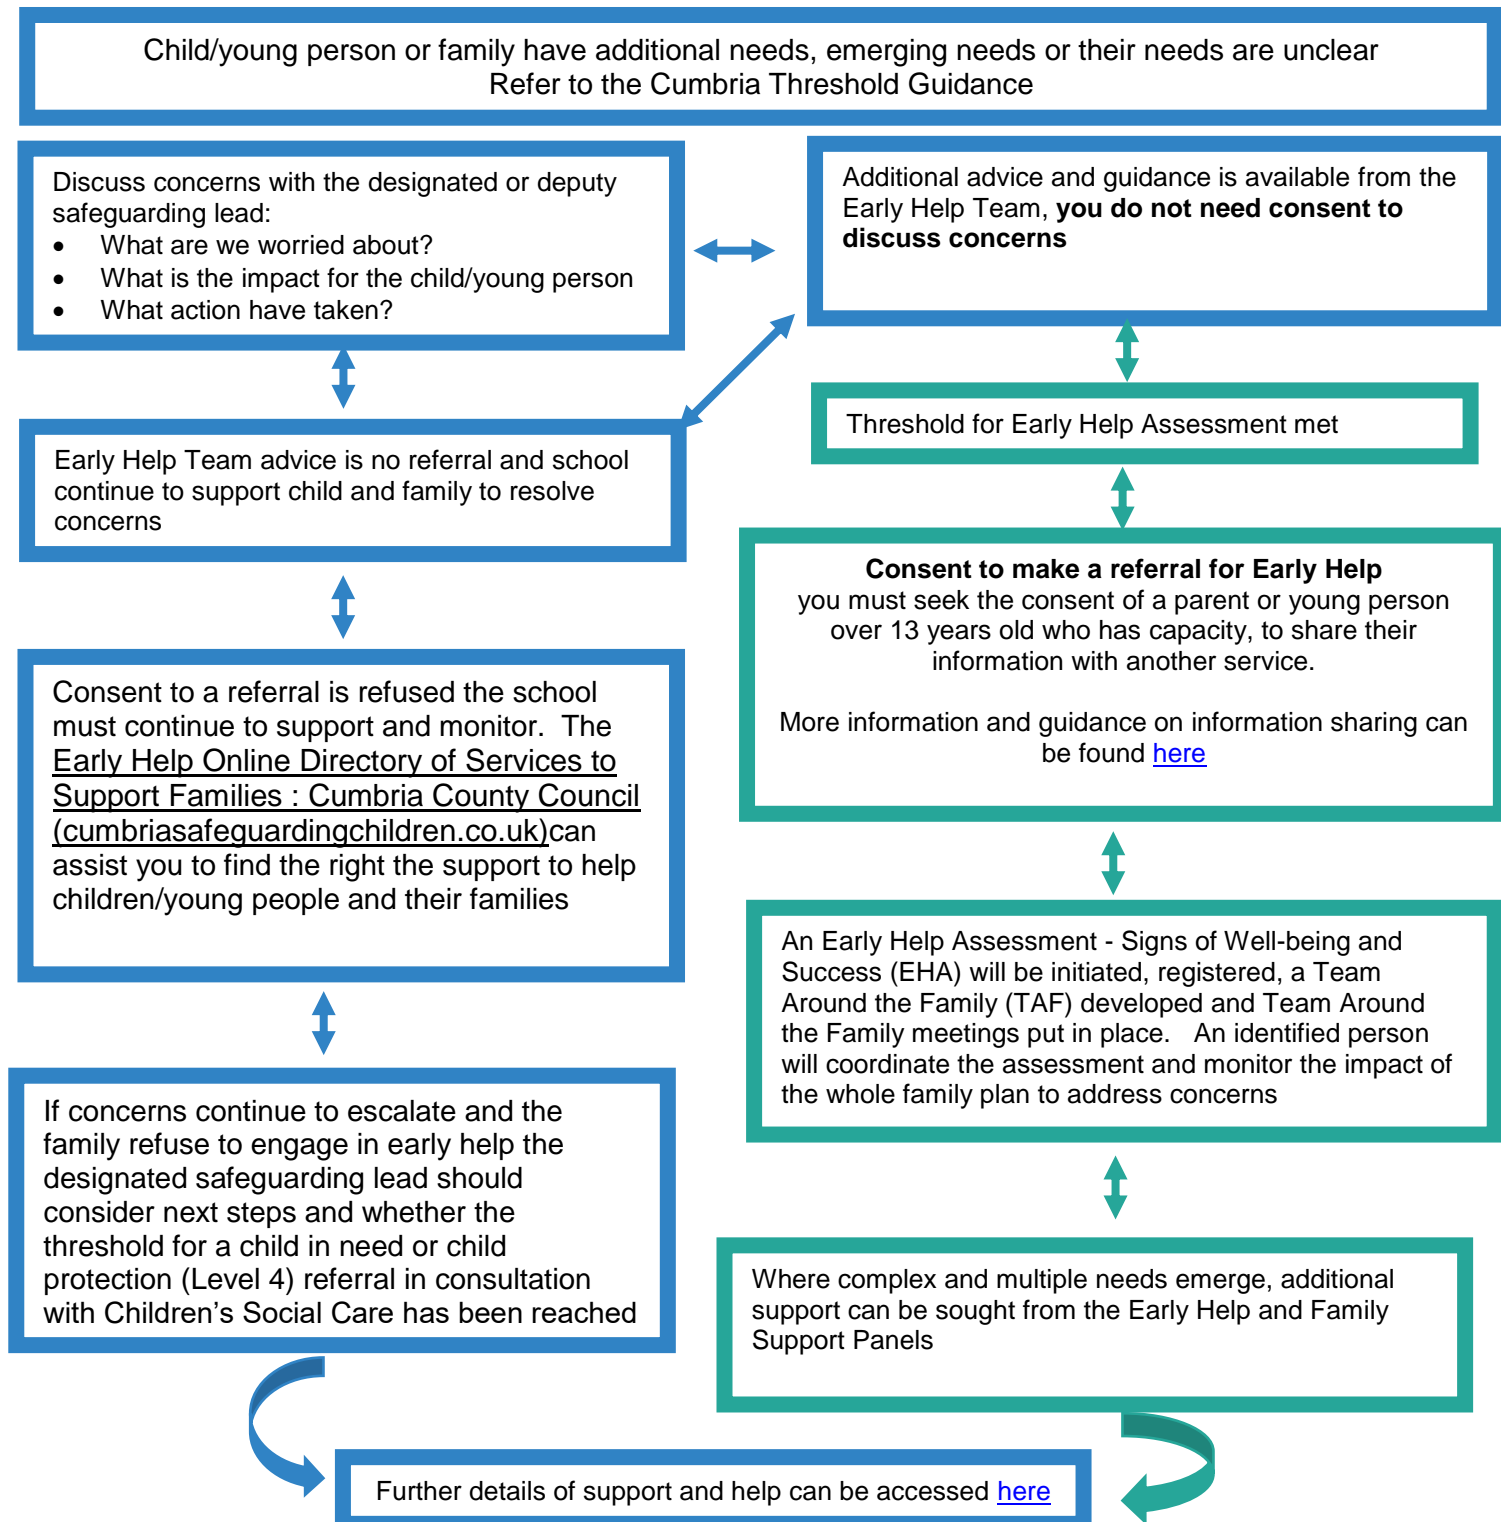 Child/young person or family have additional needs, emerging needs or their needs are unclear
Refer to the Cumbria Threshold Guidance
Discuss concerns with the designated or deputy
safeguarding lead:
• What are we worried about?
• What is the impact for the child/young person
• What action have taken?
Additional advice and guidance is available from the
Early Help Team, you do not need consent to
discuss concerns
Threshold for Early Help Assessment met
Early Help Team advice is no referral and school
continue to support child and family to resolve
concerns
Consent to make a referral for Early Help
you must seek the consent of a parent or young person
over 13 years old who has capacity, to share their
information with another service.
More information and guidance on information sharing can
be found here
Consent to a referral is refused the school
must continue to support and monitor.  The
Early Help Online Directory of Services to
Support Families : Cumbria County Council
(cumbriasafeguardingchildren.co.uk)can
assist you to find the right the support to help
children/young people and their families
An Early Help Assessment - Signs of Well-being and
Success (EHA) will be initiated, registered, a Team
Around the Family (TAF) developed and Team Around
the Family meetings put in place.   An identified person
will coordinate the assessment and monitor the impact of
the whole family plan to address concerns
If concerns continue to escalate and the
family refuse to engage in early help the
designated safeguarding lead should
consider next steps and whether the
threshold for a child in need or child
protection (Level 4) referral in consultation
with Children’s Social Care has been reached
Where complex and multiple needs emerge, additional
support can be sought from the Early Help and Family
Support Panels
Further details of support and help can be accessed here